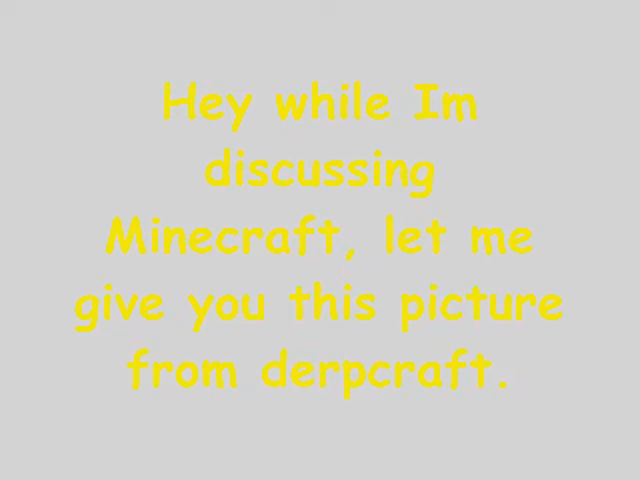 Hey while Im
discussing
Minecraft, let me
give you this picture
from derpcraft.